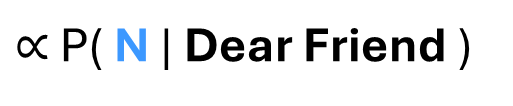 ∝ P( N | Dear Friend )